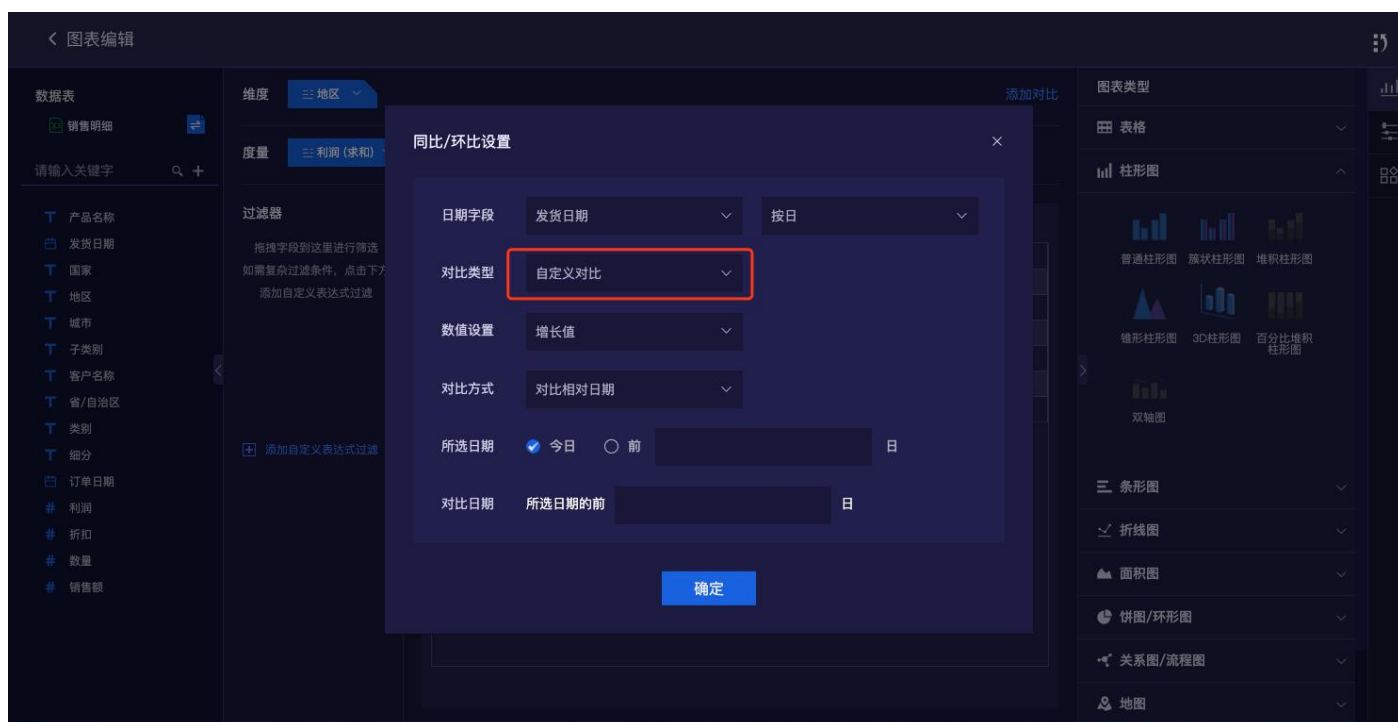 图表编辑
数据表
销售明细
请输入关键字
产品名称
发货日期
国家
地区
城市
子类别
客户名称
省/自治区
类别
细分
订单日期
利润
折扣
数量
销售额
维度
地区
添加对比
度量
利润 (求和)
过滤器
拖拽字段到这里进行筛选
如需复杂过滤条件，点击下方
添加自定义表达式过滤
添加自定义表达式过滤
同比/环比设置
日期字段 发货日期 按日
对比类型 自定义对比
数值设置 增长值
对比方式 对比相对日期
所选日期 今日 前 日
对比日期 所选日期的前 日
确定
图表类型
表格
柱形图
普通柱形图 簇状柱形图 堆积柱形图
锥形柱形图 3D柱形图 百分比堆积
柱形图
双轴图
条形图
折线图
面积图
饼图/环形图
关系图/流程图
地图